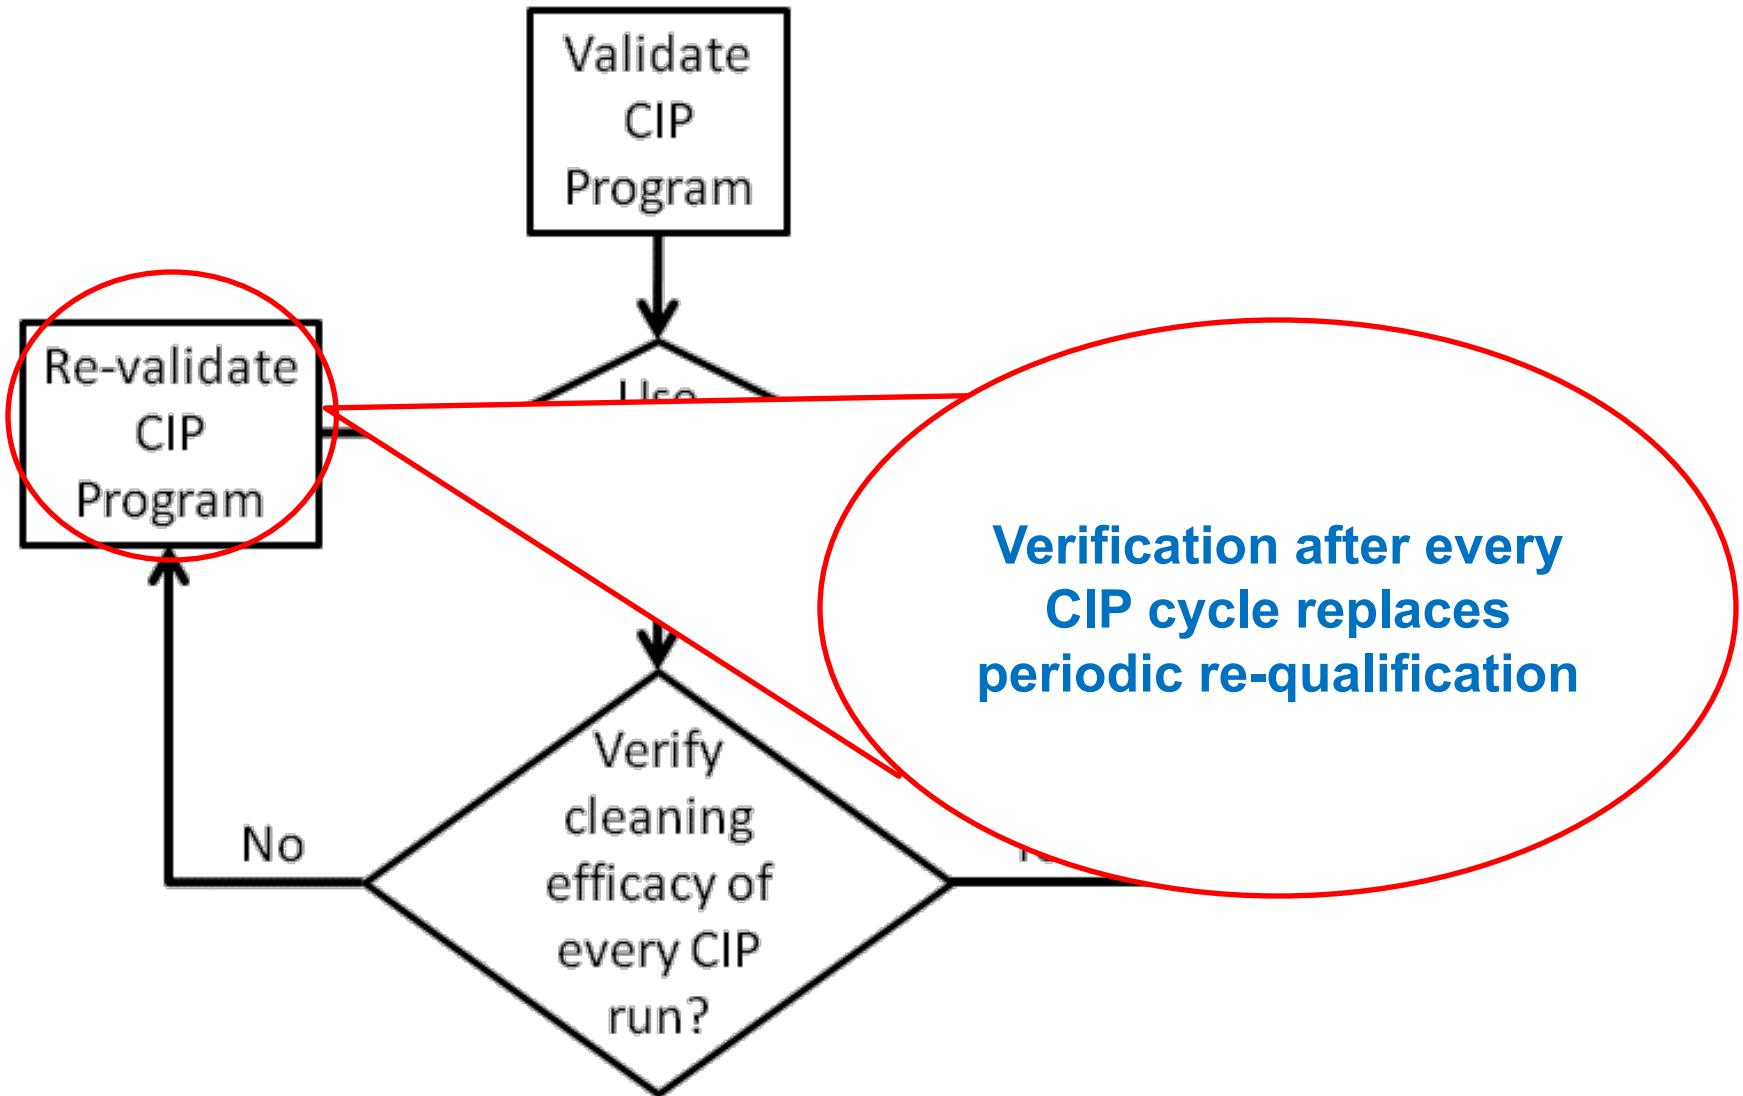 Validate
CIP
Program
Re-validate
CIP
Program
Use
Verification after every
CIP cycle replaces
periodic re-qualification
Verify
cleaning
efficacy of
every CIP
run?
No